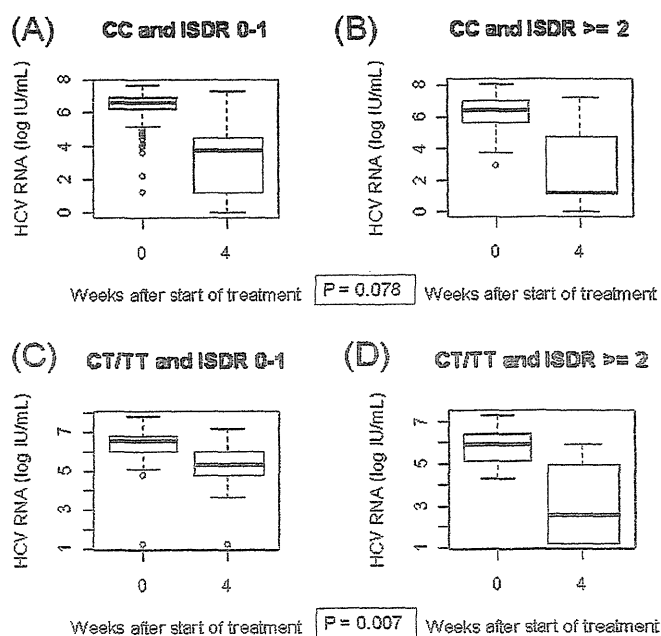 (A) CC and ISDR 0-1
HCV RNA (log IU/mL)
8
6
4
2
0
0 4
Weeks after start of treatment
(B) CC and ISDR >= 2
HCV RNA (log IU/mL)
8
6
4
2
0
0 4
Weeks after start of treatment
P = 0.078
(C) CT/TT and ISDR 0-1
HCV RNA (log IU/mL)
7
5
3
1
0 4
Weeks after start of treatment
(D) CT/TT and ISDR >= 2
HCV RNA (log IU/mL)
7
5
3
1
0 4
Weeks after start of treatment
P = 0.007